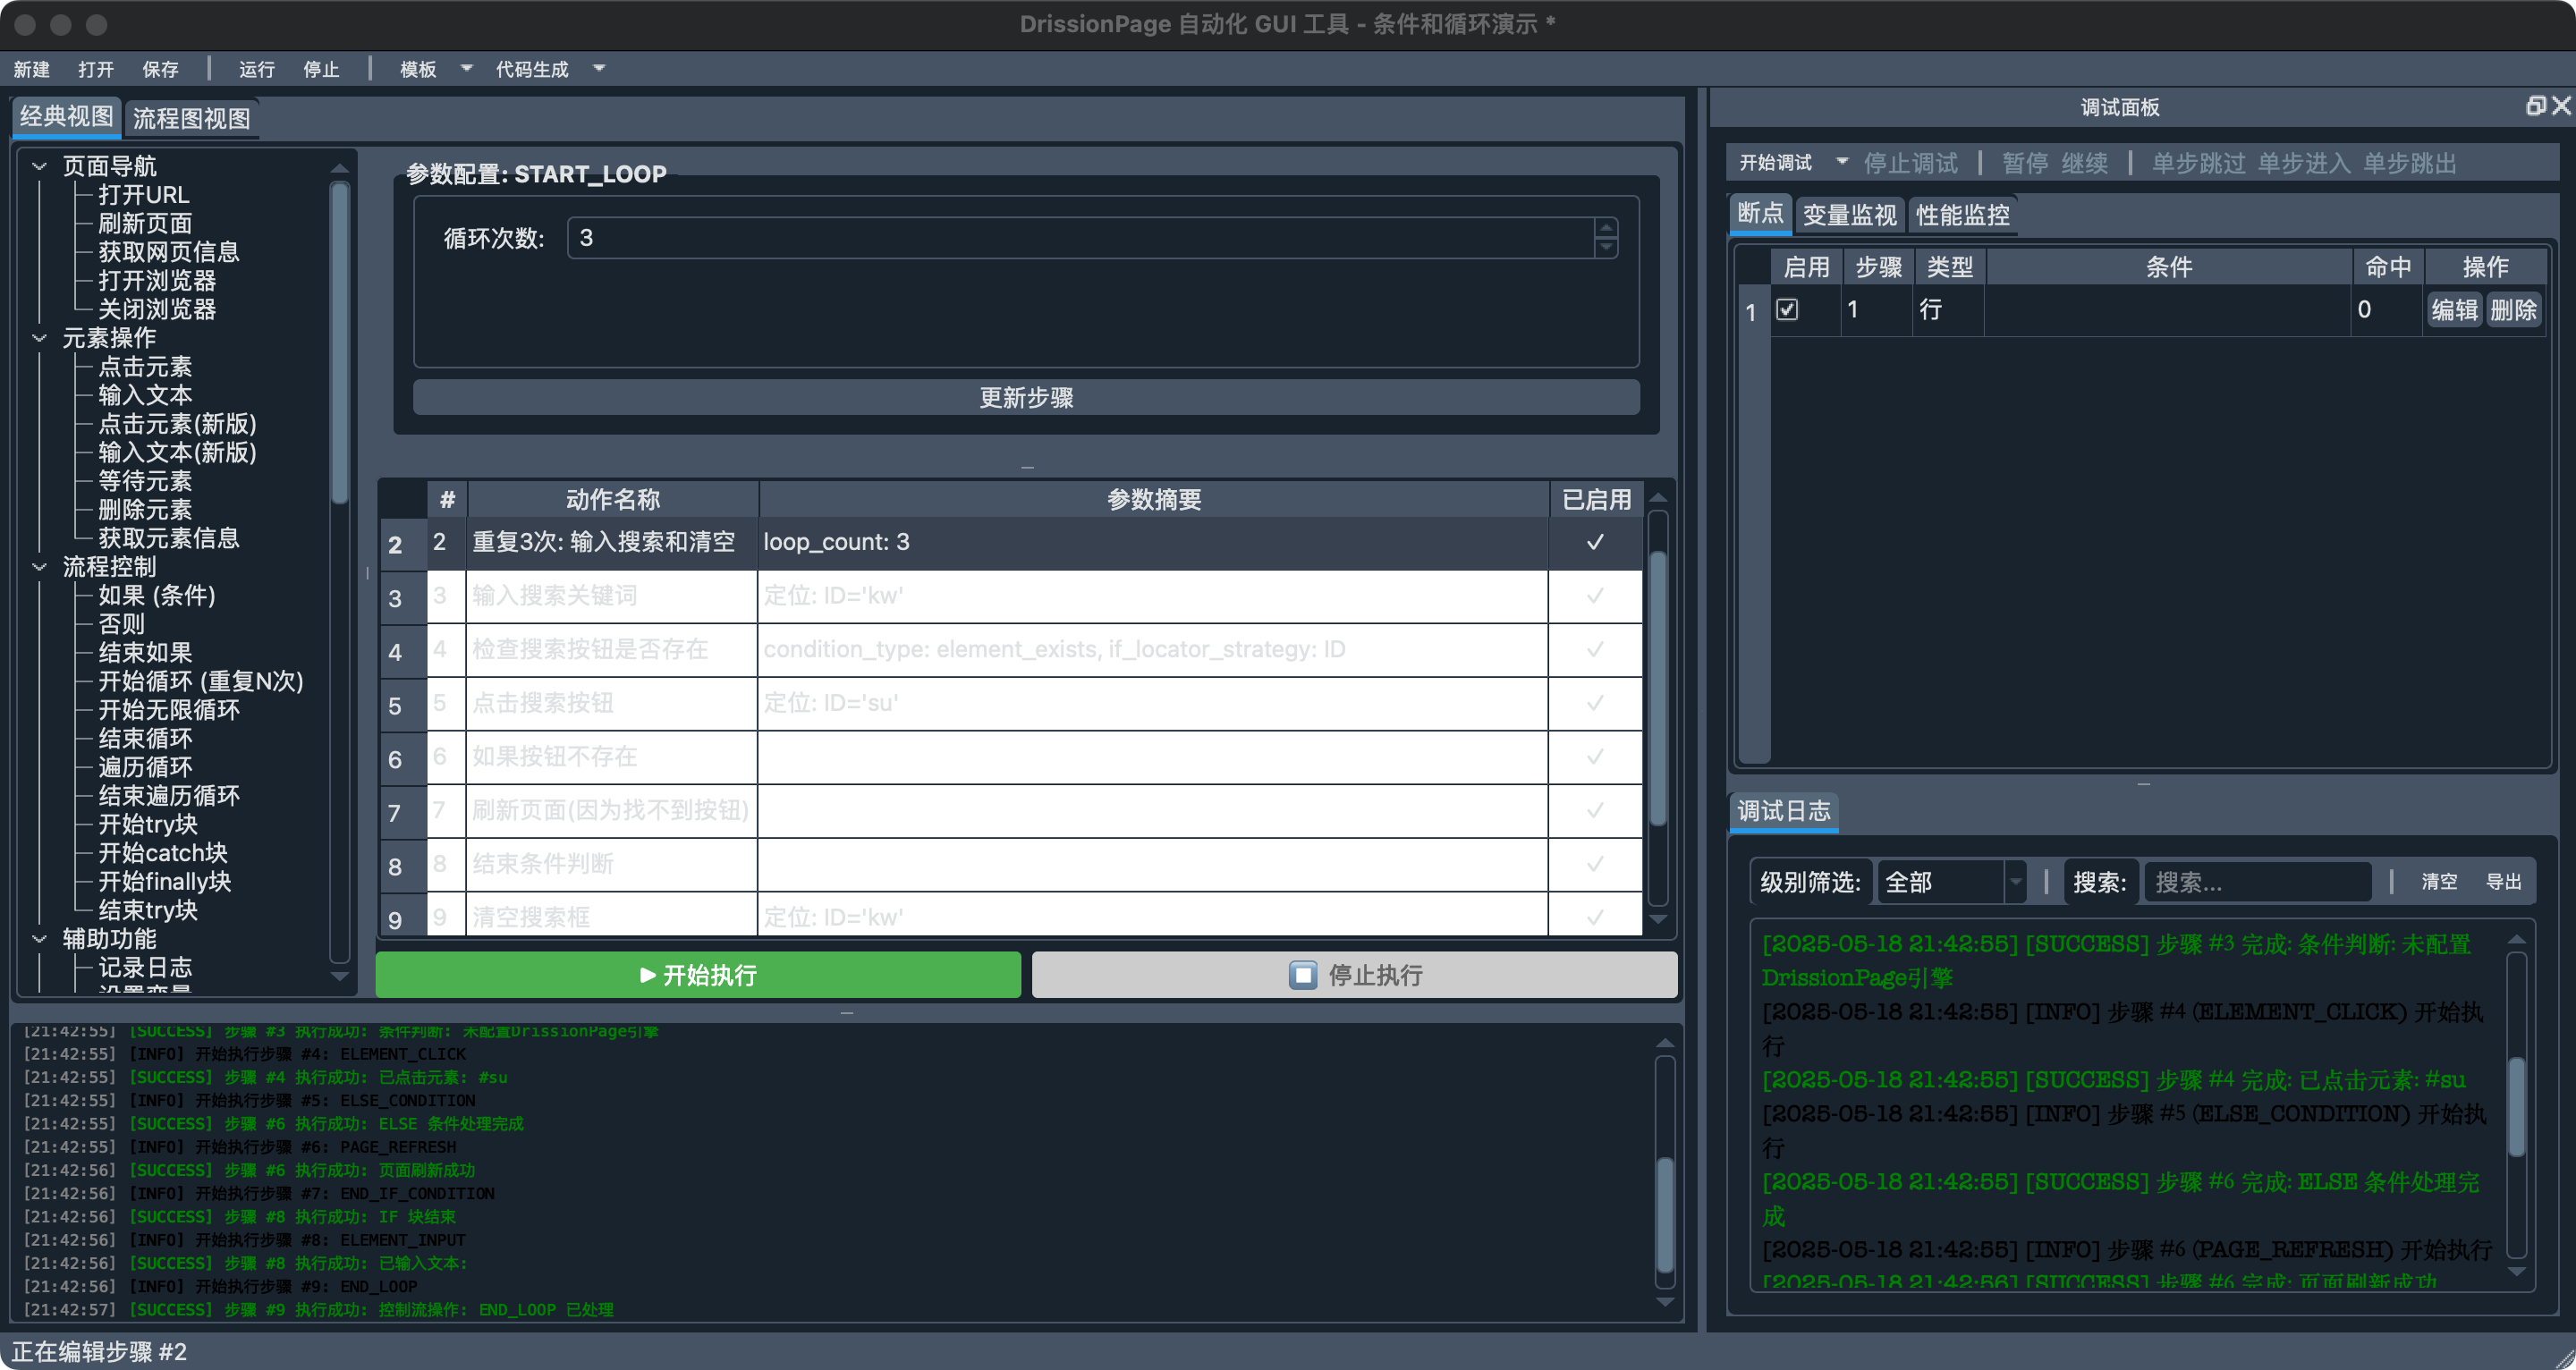 DrissionPage 自动化 GUI 工具 - 条件和循环演示 *
新建 打开 保存 运行 停止 模板 代码生成
经典视图 流程图视图
页面导航
打开URL
刷新页面
获取网页信息
打开浏览器
关闭浏览器
元素操作
点击元素
输入文本
点击元素(新版)
输入文本(新版)
等待元素
删除元素
获取元素信息
流程控制
如果 (条件)
否则
结束如果
开始循环 (重复N次)
开始无限循环
结束循环
遍历循环
结束遍历循环
开始try块
开始catch块
开始finally块
结束try块
辅助功能
记录日志
设置变量
参数配置: START_LOOP
循环次数: 3
更新步骤
# 动作名称 参数摘要 已启用
2 2 重复3次: 输入搜索和清空 loop_count: 3 ✓
3 3 输入搜索关键词 定位: ID='kw' ✓
4 4 检查搜索按钮是否存在 condition_type: element_exists, if_locator_strategy: ID ✓
5 5 点击搜索按钮 定位: ID='su' ✓
6 6 如果按钮不存在 ✓
7 7 刷新页面(因为找不到按钮) ✓
8 8 结束条件判断 ✓
9 9 清空搜索框 定位: ID='kw' ✓
▶ 开始执行 停止执行
[21:42:55] [SUCCESS] 步骤 #3 执行成功: 条件判断: 未配置DrissionPage引擎
[21:42:55] [INFO] 开始执行步骤 #4: ELEMENT_CLICK
[21:42:55] [SUCCESS] 步骤 #4 执行成功: 已点击元素: #su
[21:42:55] [INFO] 开始执行步骤 #5: ELSE_CONDITION
[21:42:55] [SUCCESS] 步骤 #6 执行成功: ELSE 条件处理完成
[21:42:55] [INFO] 开始执行步骤 #6: PAGE_REFRESH
[21:42:56] [SUCCESS] 步骤 #6 执行成功: 页面刷新成功
[21:42:56] [INFO] 开始执行步骤 #7: END_IF_CONDITION
[21:42:56] [SUCCESS] 步骤 #8 执行成功: IF 块结束
[21:42:56] [INFO] 开始执行步骤 #8: ELEMENT_INPUT
[21:42:56] [SUCCESS] 步骤 #8 执行成功: 已输入文本:
[21:42:56] [INFO] 开始执行步骤 #9: END_LOOP
[21:42:57] [SUCCESS] 步骤 #9 执行成功: 控制流操作: END_LOOP 已处理
正在编辑步骤 #2
调试面板
开始调试 停止调试 暂停 继续 单步跳过 单步进入 单步跳出
断点 变量监视 性能监控
启用 步骤 类型 条件 命中 操作
1 1 行 0 编辑 删除
调试日志
级别筛选: 全部 搜索: 搜索... 清空 导出
[2025-05-18 21:42:55] [SUCCESS] 步骤 #3 完成: 条件判断: 未配置
DrissionPage引擎
[2025-05-18 21:42:55] [INFO] 步骤 #4 (ELEMENT_CLICK) 开始执
行
[2025-05-18 21:42:55] [SUCCESS] 步骤 #4 完成: 已点击元素: #su
[2025-05-18 21:42:55] [INFO] 步骤 #5 (ELSE_CONDITION) 开始执
行
[2025-05-18 21:42:55] [SUCCESS] 步骤 #6 完成: ELSE 条件处理完
成
[2025-05-18 21:42:55] [INFO] 步骤 #6 (PAGE_REFRESH) 开始执行
[2025-05-18 21:42:56] [SUCCESS] 步骤 #6 完成: 页面刷新成功